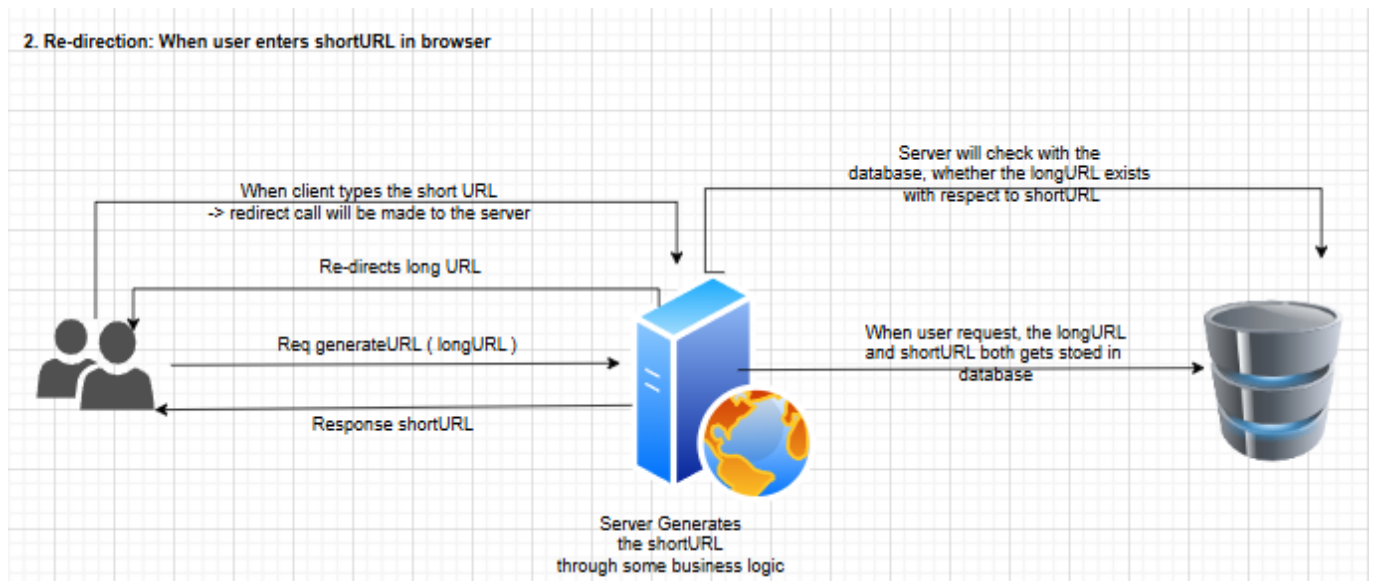 2. Re-direction: When user enters shortURL in browser
Server will check with the
database, whether the longURL exists
with respect to shortURL
When client types the short URL
-> redirect call will be made to the server
Re-directs long URL
Req generateURL ( longURL )
When user request, the longURL
and shortURL both gets stoed in
database
Response shortURL
Server Generates
the shortURL
through some business logic